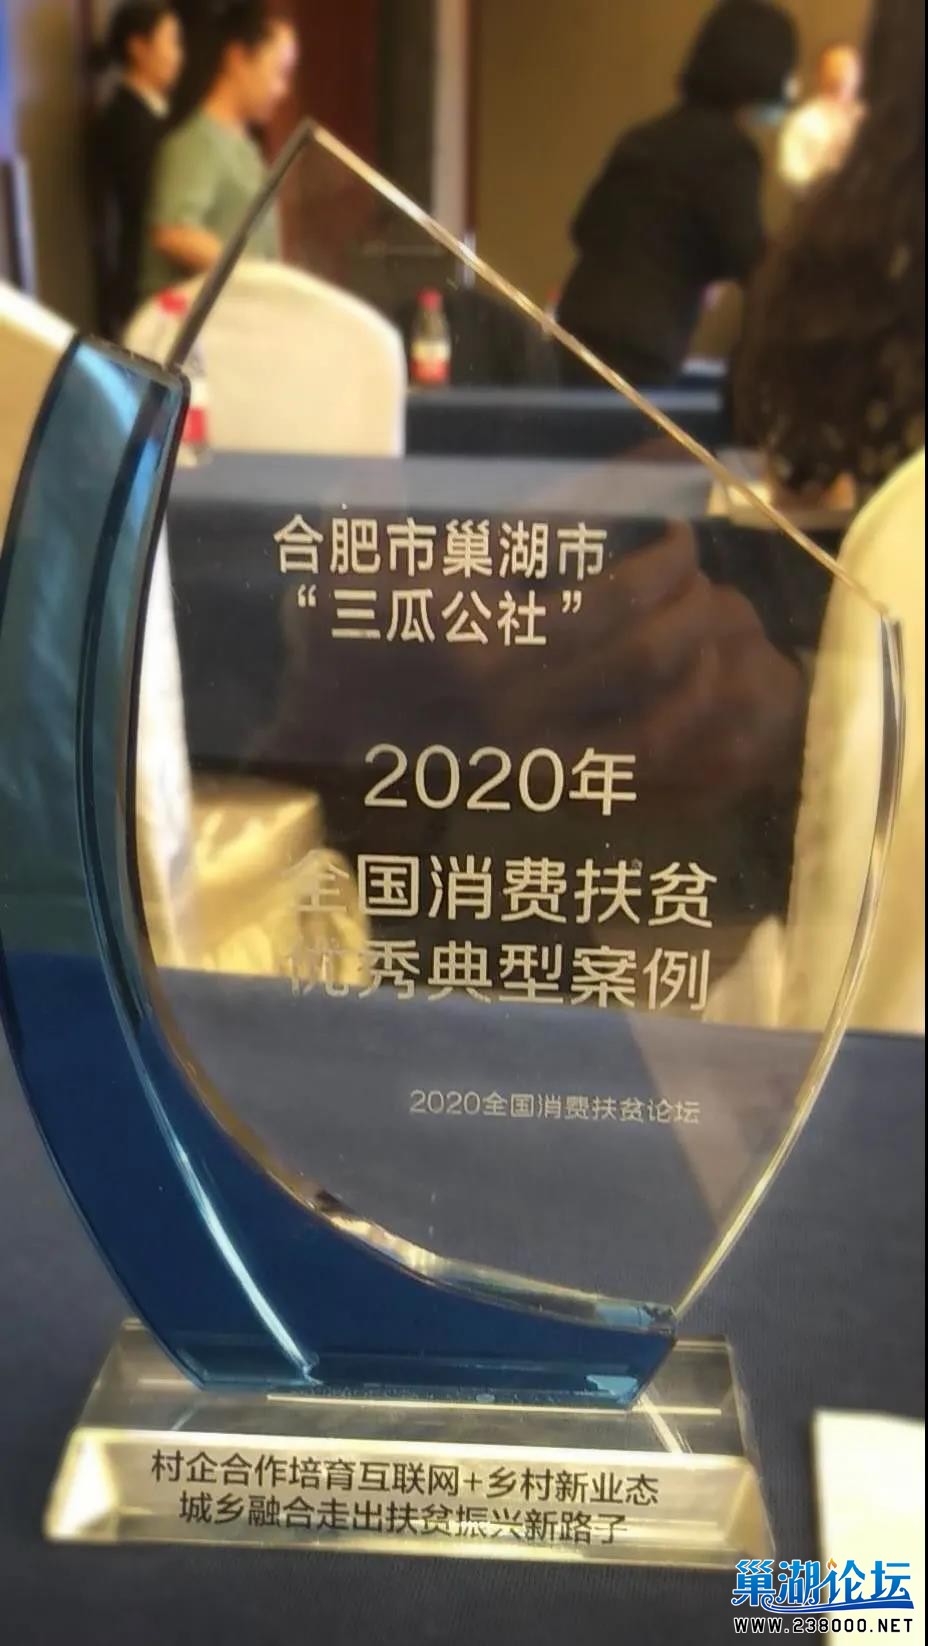 合肥市巢湖市
“三瓜公社”
2020年
全国消费扶贫
优秀典型案例
2020全国消费扶贫论坛
村企合作培育互联网+乡村新业态
城乡融合走出扶贫振兴新路子
巢湖论坛
WWW.238000.NET